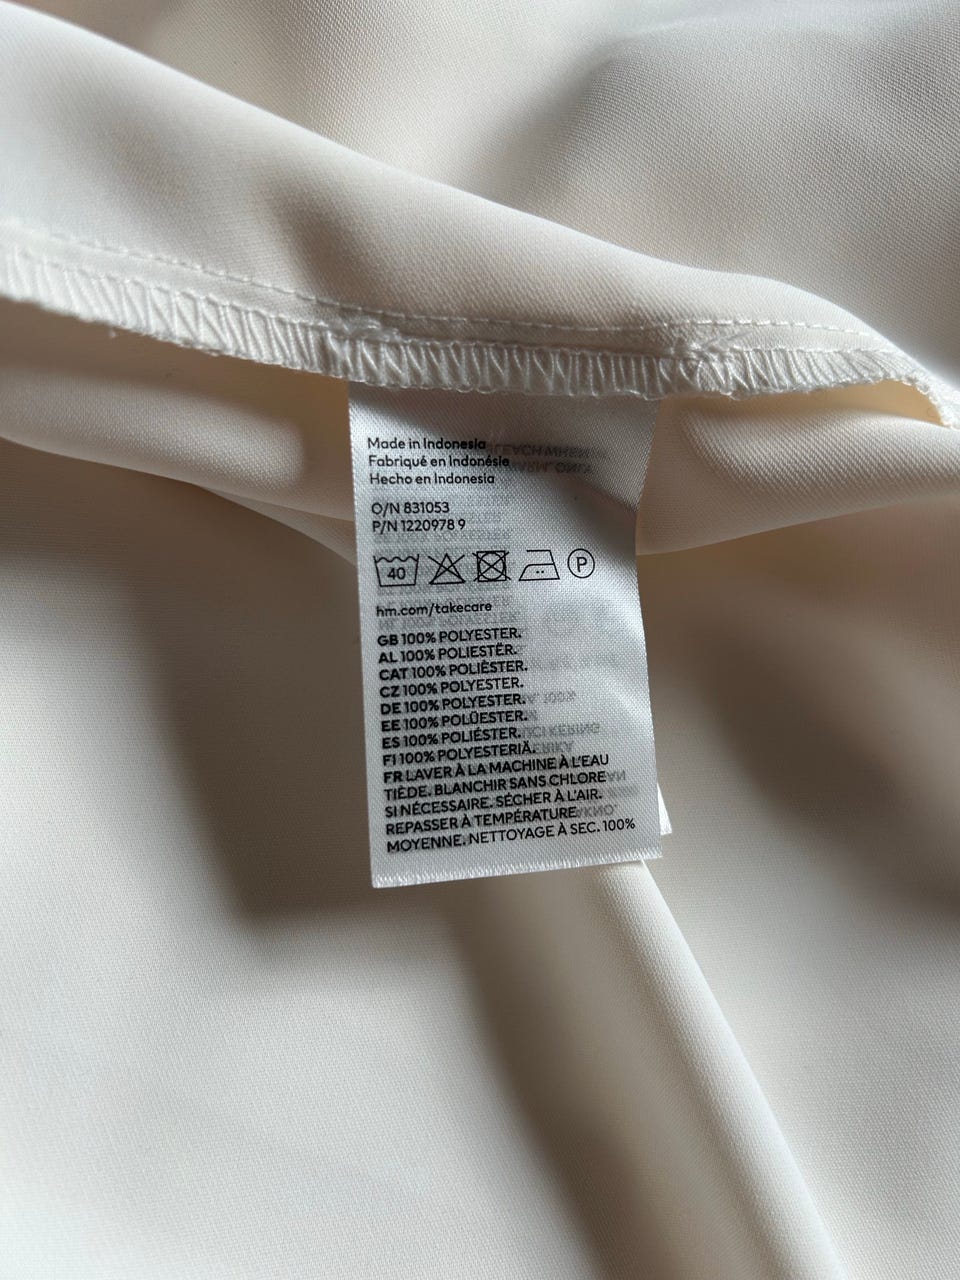 Made in Indonesia
Fabriqué en Indonésie
Hecho en Indonesia
O/N 831053
P/N 1220978 9
40 P
hm.com/takecare
GB 100% POLYESTER.
AL 100% POLIESTËR.
CAT 100% POLIÈSTER.
CZ 100% POLYESTER.
DE 100% POLYESTER.
EE 100% POLÜESTER.
ES 100% POLIÉSTER.
FI 100% POLYESTERIÄ.
FR LAVER À LA MACHINE À L'EAU
TIÈDE. BLANCHIR SANS CHLORE
SI NÉCESSAIRE. SÉCHER À L'AIR.
REPASSER À TEMPÉRATURE
MOYENNE. NETTOYAGE À SEC. 100%